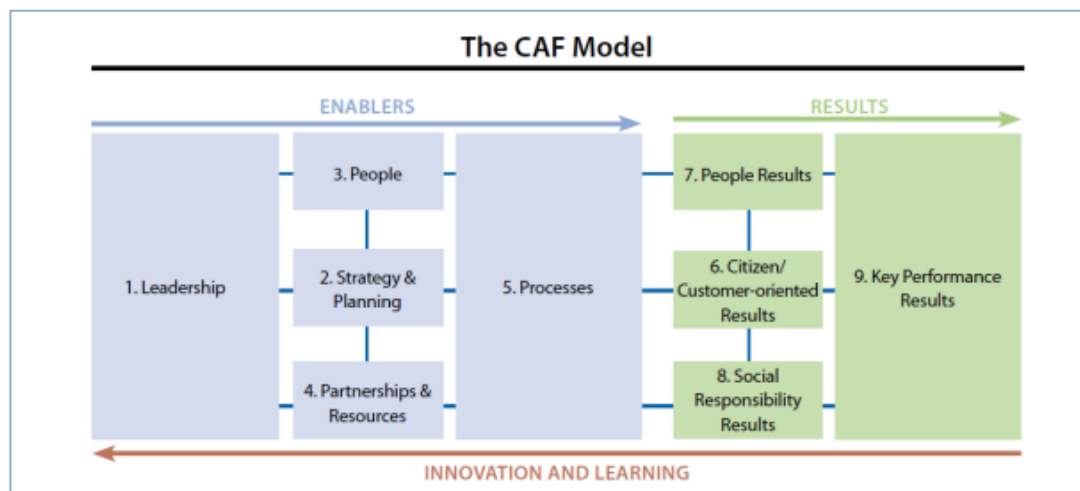 The CAF Model
ENABLERS
RESULTS
1. Leadership
3. People
2. Strategy &
Planning
4. Partnerships &
Resources
5. Processes
7. People Results
6. Citizen/
Customer-oriented
Results
8. Social
Responsibility
Results
9. Key Performance
Results
INNOVATION AND LEARNING